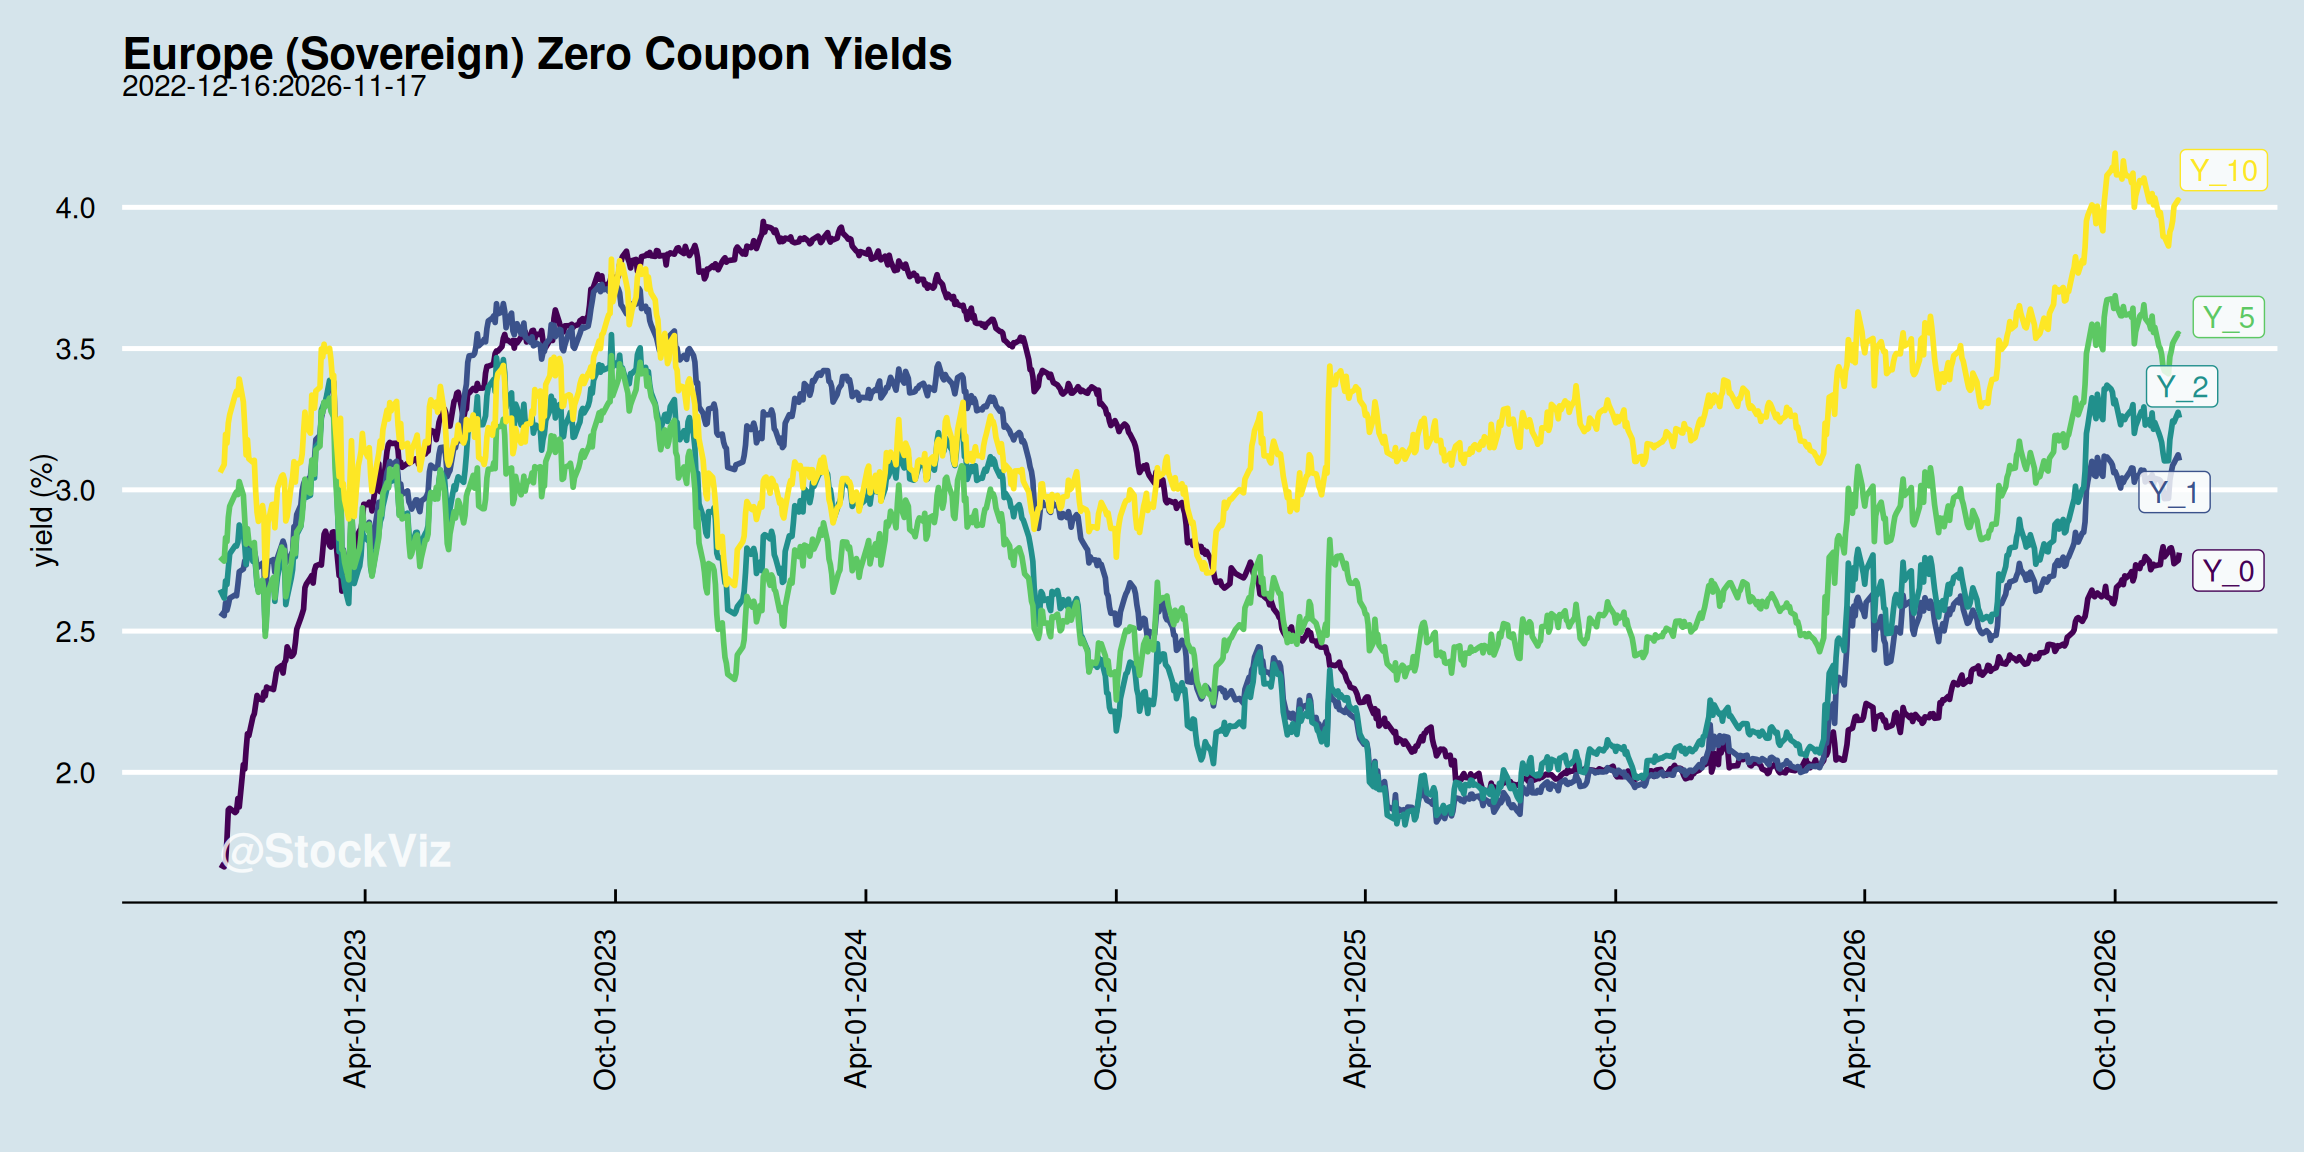 Europe (Sovereign) Zero Coupon Yields
2022-12-16:2026-11-17
yield (%)
4.0
3.5
3.0
2.5
2.0
Y_10
Y_5
Y_2
Y_1
Y_0
@StockViz
Apr-01-2023
Oct-01-2023
Apr-01-2024
Oct-01-2024
Apr-01-2025
Oct-01-2025
Apr-01-2026
Oct-01-2026